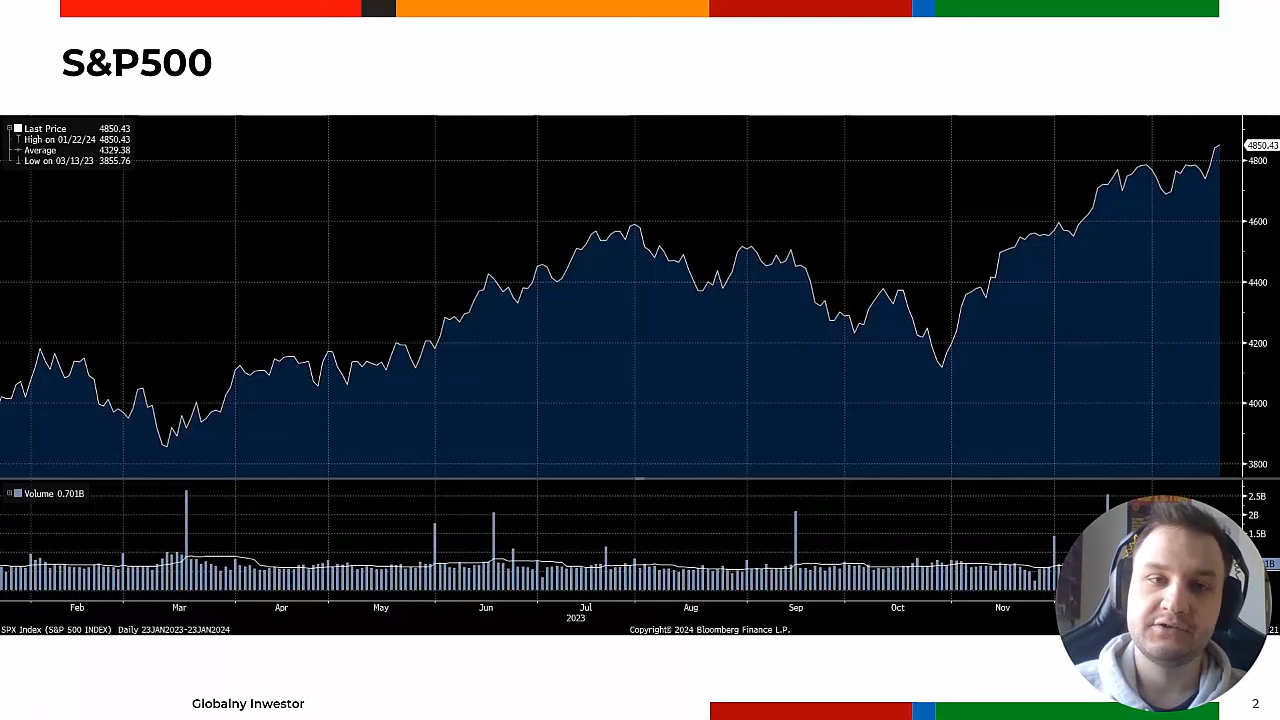 S&P500
Last Price 4850.43
High on 01/22/24 4850.43
Average 4329.38
Low on 03/13/23 3855.76
4850.43
4800
4600
4400
4200
4000
3800
Volume 0.701B
2.5B
2B
1.5B
Feb Mar Apr May Jun Jul Aug Sep Oct Nov
2023
SPX Index (S&P 500 INDEX) Daily 23JAN2023-23JAN2024 Copyright© 2024 Bloomberg Finance L.P.
Globalny Inwestor
2